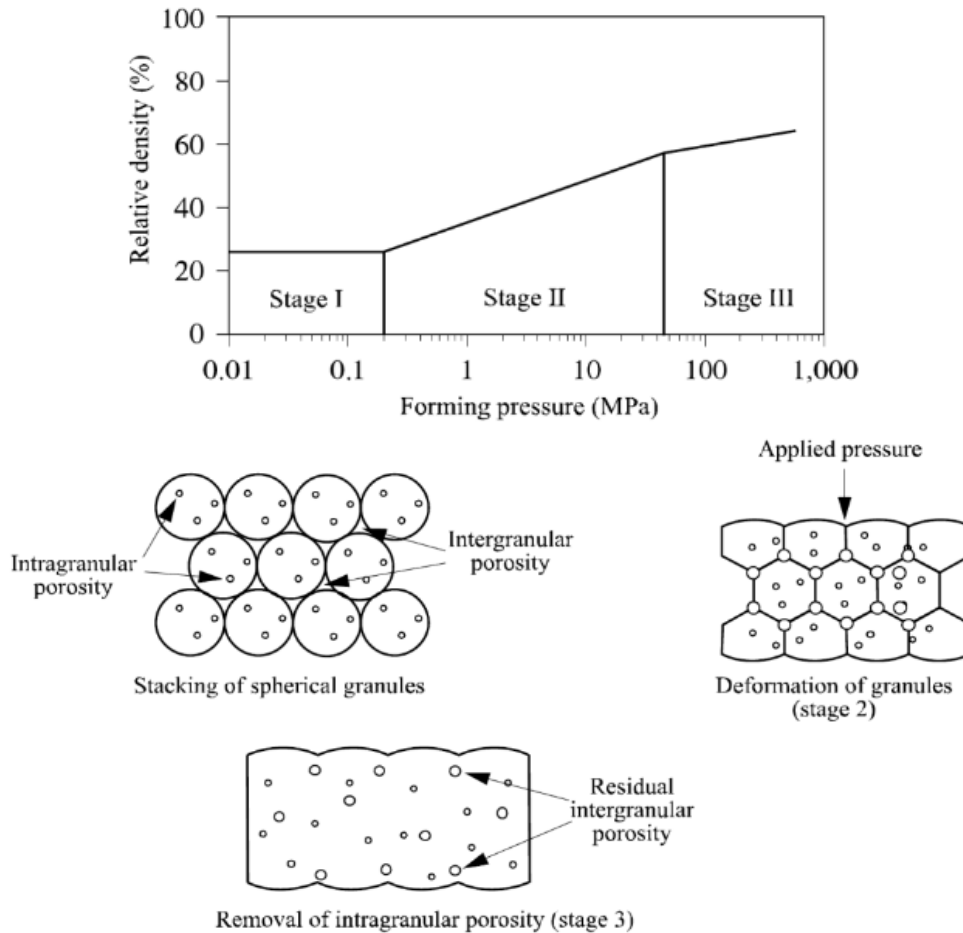 100
80
60
40
20
0
Relative density (%)
Stage I
Stage II
Stage III
0.01
0.1
1
10
100
1,000
Forming pressure (MPa)
Applied pressure
Intragranular
porosity
Intergranular
porosity
Stacking of spherical granules
Deformation of granules
(stage 2)
Residual
intergranular
porosity
Removal of intragranular porosity (stage 3)